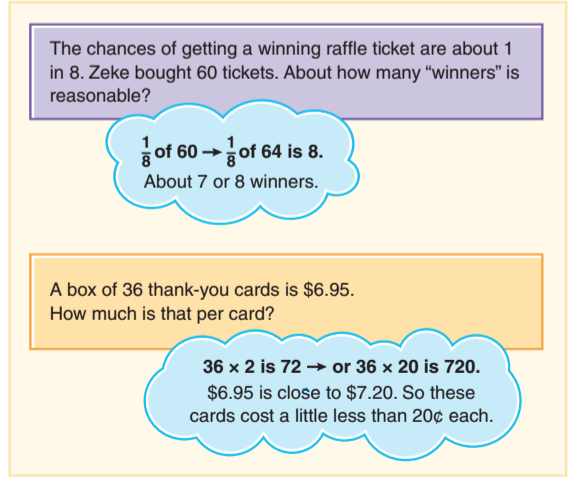 The chances of getting a winning raffle ticket are about 1
in 8. Zeke bought 60 tickets. About how many “winners” is
reasonable?
1/8 of 60 → 1/8 of 64 is 8.
About 7 or 8 winners.
A box of 36 thank-you cards is $6.95.
How much is that per card?
36 × 2 is 72 → or 36 × 20 is 720.
$6.95 is close to $7.20. So these
cards cost a little less than 20¢ each.